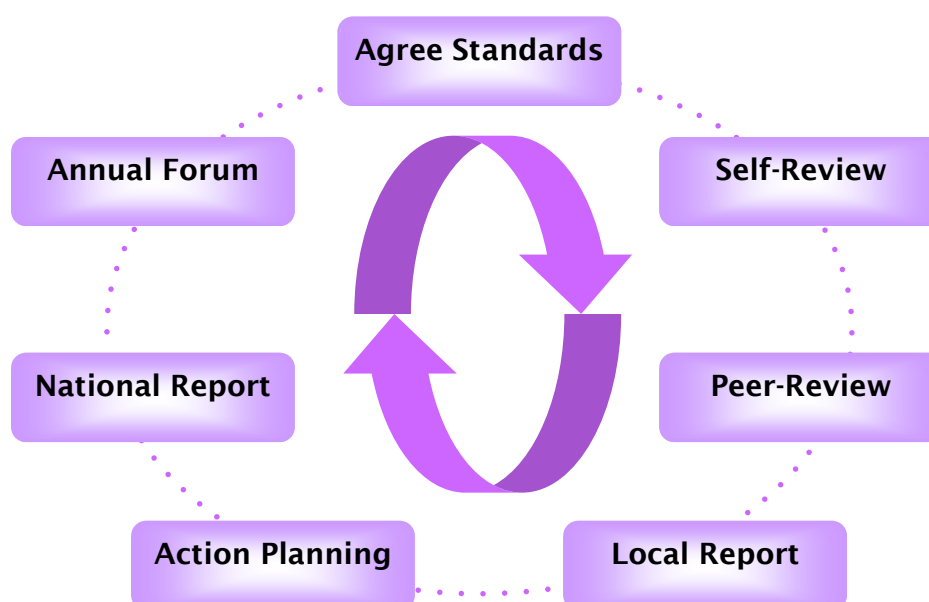 Agree Standards
Annual Forum
Self-Review
National Report
Peer-Review
Action Planning
Local Report